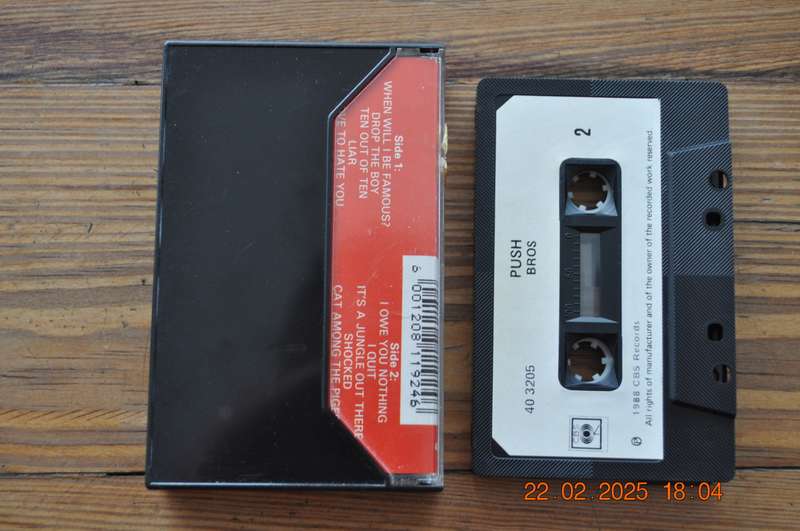 Side 1:
WHEN WILL I BE FAMOUS?
DROP THE BOY
TEN OUT OF TEN
LIAR
TO HATE YOU
Side 2:
I OWE YOU NOTHING
I QUIT
IT'S A JUNGLE OUT THERE
SHOCKED
CAT AMONG THE
6 001208 119246
2
PUSH
BROS
40 3205
CBS
℗ 1988 CBS Records
All rights of manufacturer and of the owner of the recorded work reserved.
22.02.2025 18:04